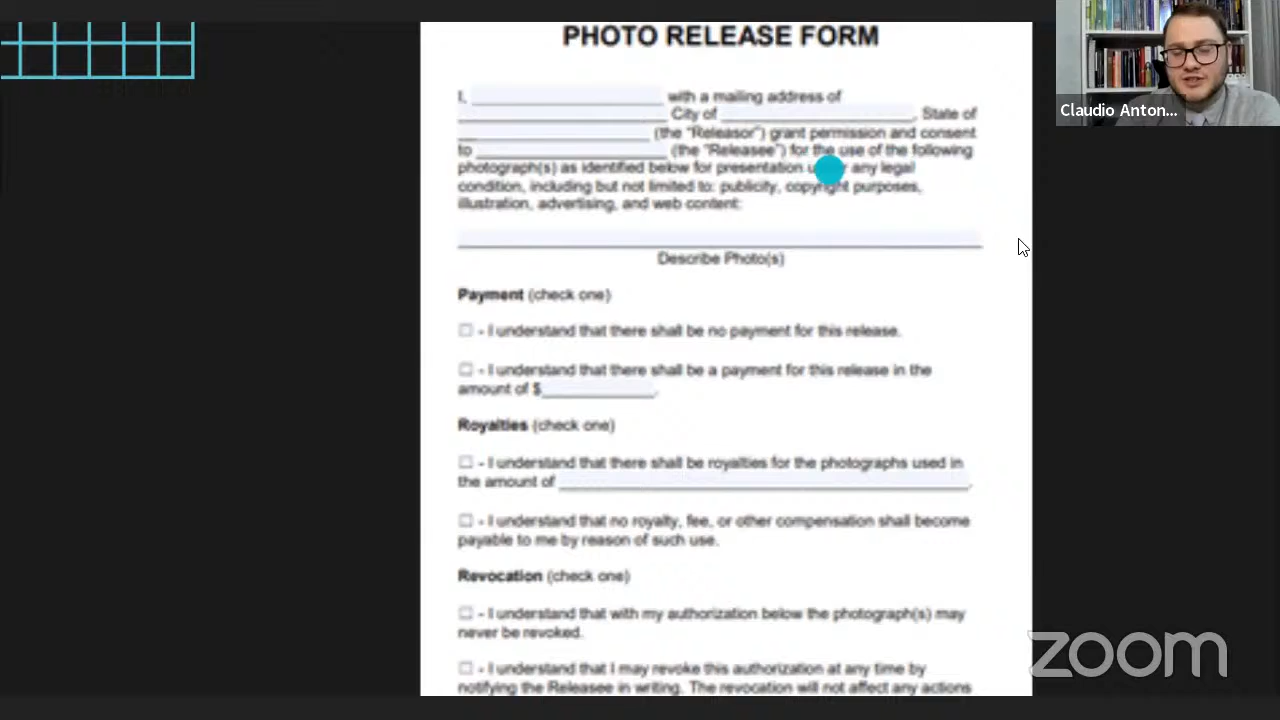 PHOTO RELEASE FORM
I, with a mailing address of
City of , State of
(the "Releasor") grant permission and consent
to (the "Releasee") for the use of the following
photograph(s) as identified below for presentation any legal
condition, including but not limited to: publicity, copyright purposes,
illustration, advertising, and web content:
Describe Photo(s)
Payment (check one)
☐ - I understand that there shall be no payment for this release.
☐ - I understand that there shall be a payment for this release in the
amount of $ .
Royalties (check one)
☐ - I understand that there shall be royalties for the photographs used in
the amount of .
☐ - I understand that no royalty, fee, or other compensation shall become
payable to me by reason of such use.
Revocation (check one)
☐ - I understand that with my authorization below the photograph(s) may
never be revoked.
☐ - I understand that I may revoke this authorization at any time by
notifying the Releasee in writing. The revocation will not affect any actions
Claudio Anton...
zoom